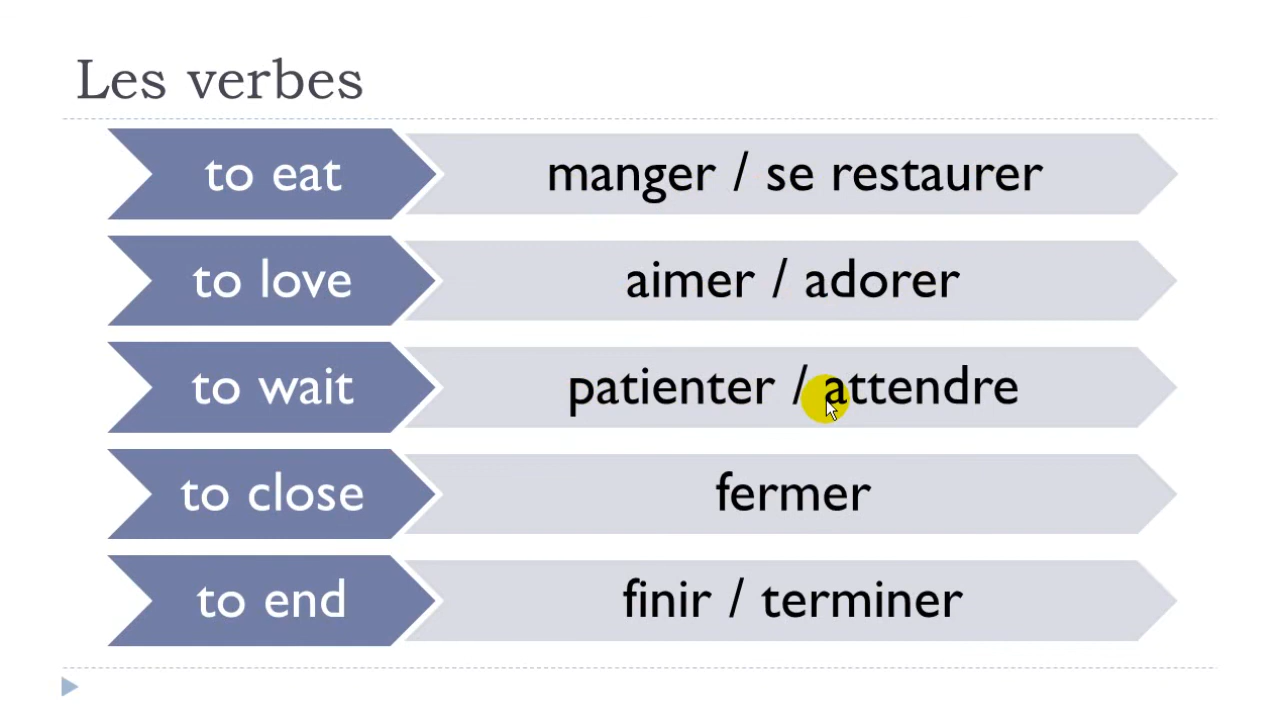 Les verbes
to eat
manger / se restaurer
to love
aimer / adorer
to wait
patienter / attendre
to close
fermer
to end
finir / terminer